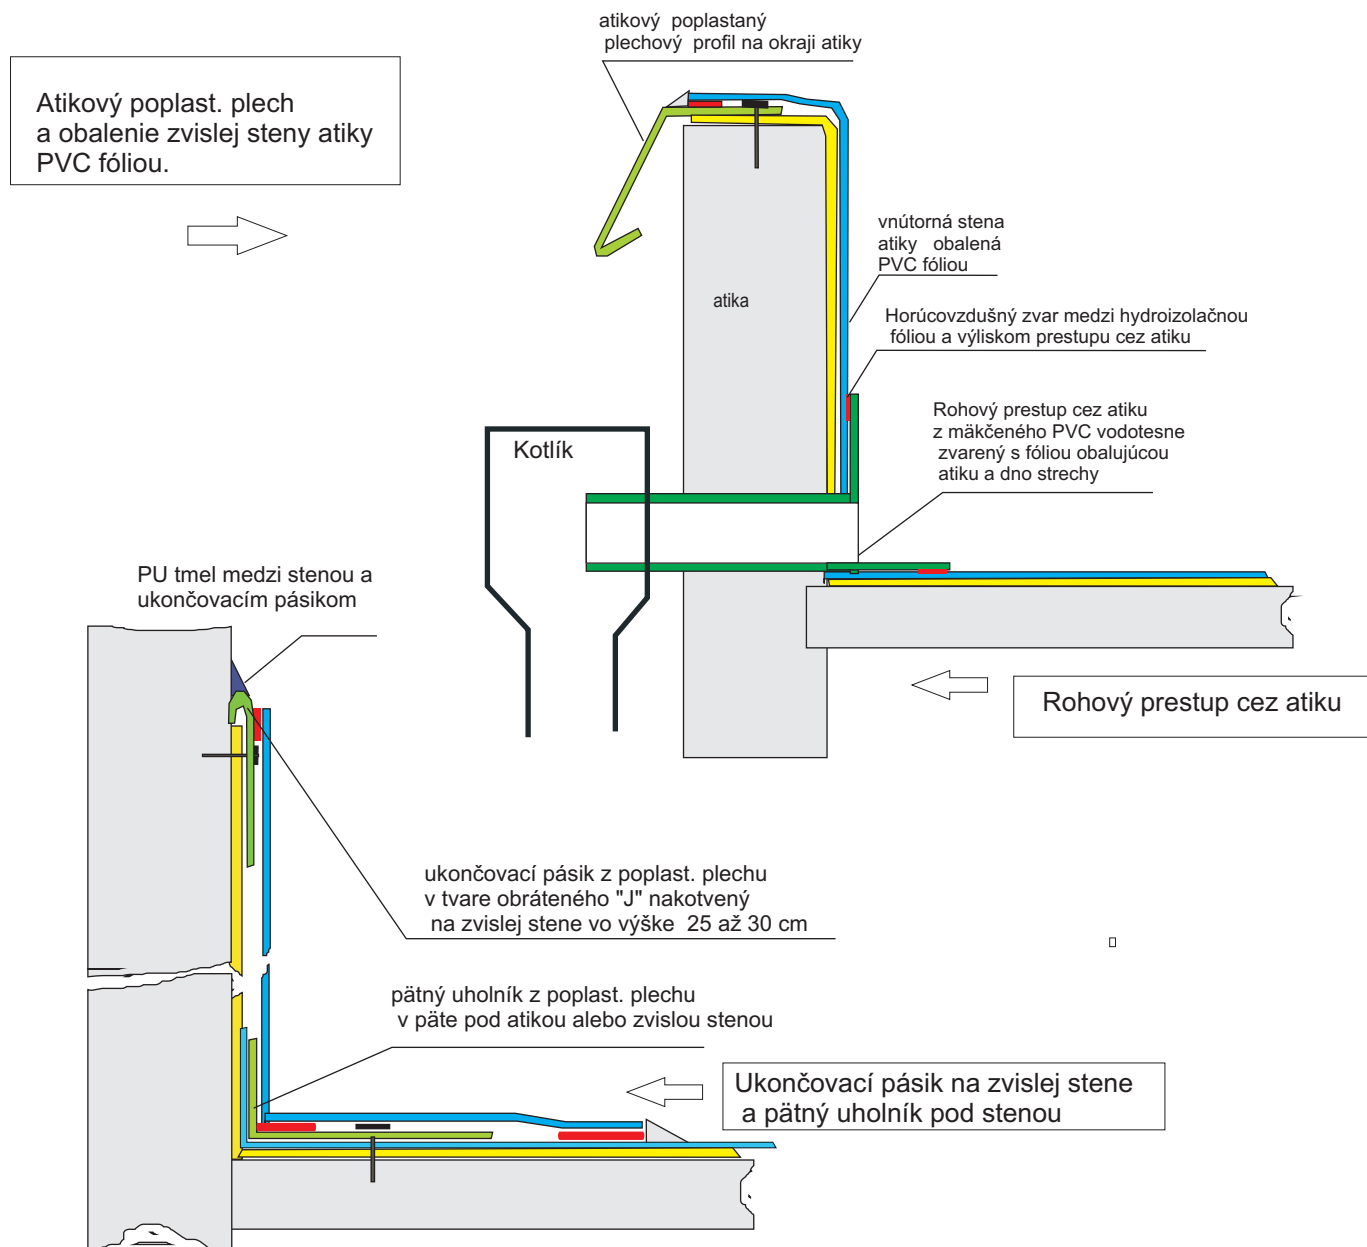 atikový poplastaný
plechový profil na okraji atiky
Atikový poplast. plech
a obalenie zvislej steny atiky
PVC fóliou.
vnútorná stena
atiky obalená
PVC fóliou
atika
Horúcovzdušný zvar medzi hydroizolačnou
fóliou a výliskom prestupu cez atiku
Rohový prestup cez atiku
z mäkčeného PVC vodotesne
zvarený s fóliou obalujúcou
atiku a dno strechy
Kotlík
PU tmel medzi stenou a
ukončovacím pásikom
Rohový prestup cez atiku
ukončovací pásik z poplast. plechu
v tvare obráteného "J" nakotvený
na zvislej stene vo výške 25 až 30 cm
pätný uholník z poplast. plechu
v päte pod atikou alebo zvislou stenou
Ukončovací pásik na zvislej stene
a pätný uholník pod stenou